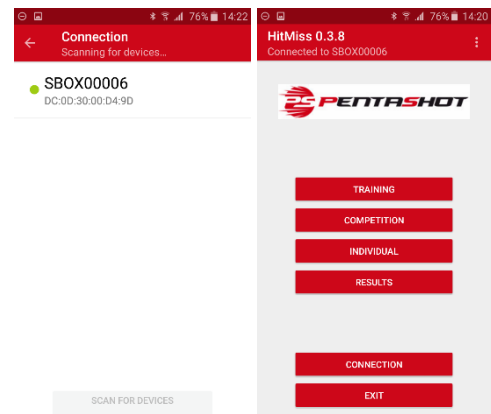 76% 14:22
Connection
Scanning for devices...
SBOX00006
DC:0D:30:00:D4:9D
SCAN FOR DEVICES
76% 14:20
HitMiss 0.3.8
Connected to SBOX00006
PS PENTASHOT
TRAINING
COMPETITION
INDIVIDUAL
RESULTS
CONNECTION
EXIT